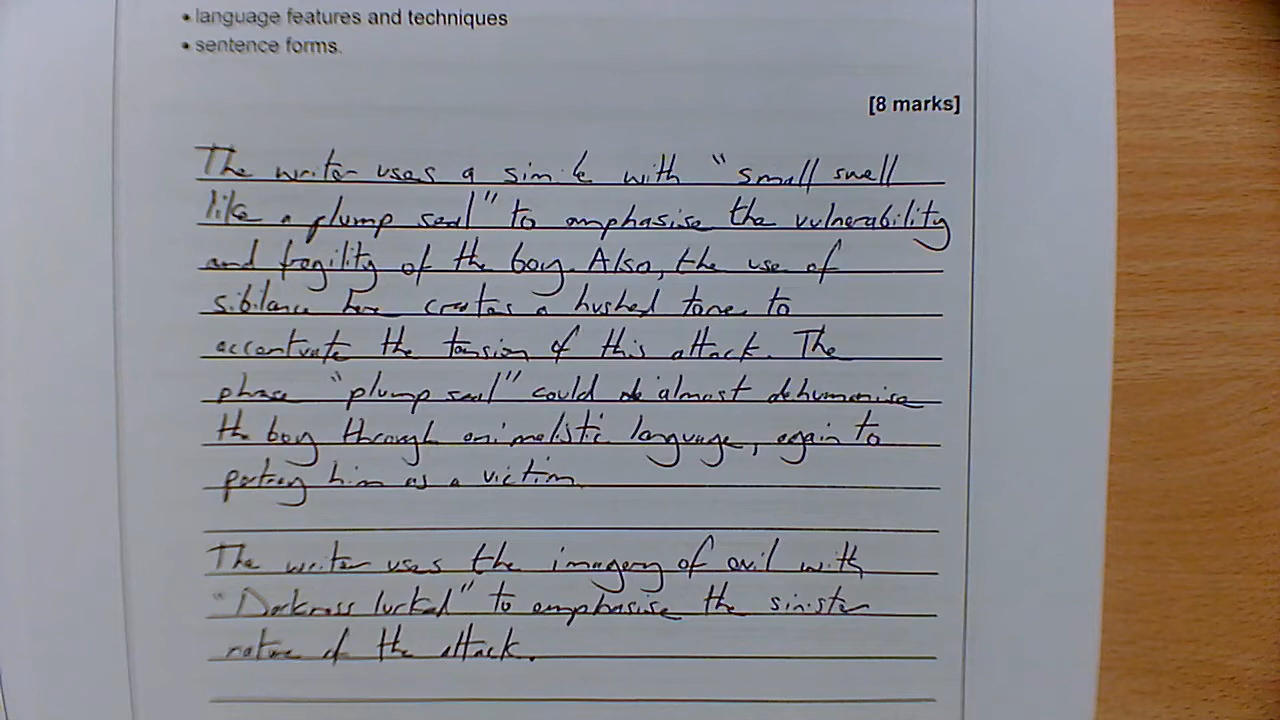 • language features and techniques
• sentence forms.
[8 marks]
The writer uses a simile with "small swell
like a plump seal" to emphasise the vulnerability
and fragility of the boy. Also, the use of
sibilance here creates a hushed tone to
accentuate the tension of this attack. The
phrase "plump seal" could almost dehumanise
the boy through animalistic language, again to
portray him as a victim
The writer uses the imagery of evil with
"Darkness lurked" to emphasise the sinister
nature of the attack.